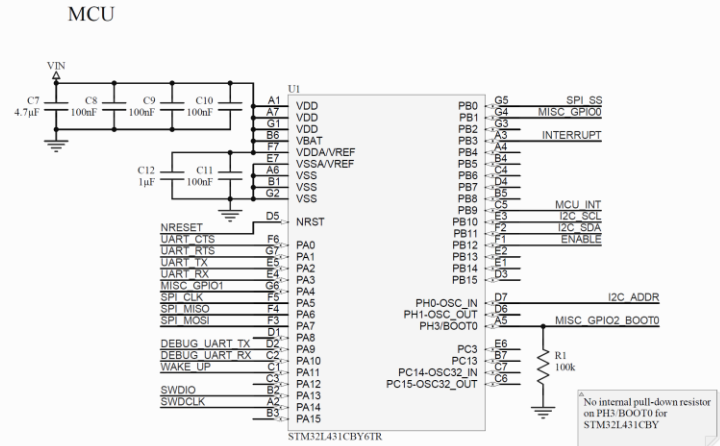 MCU
VIN
C7 4.7µF
C8 100nF
C9 100nF
C10 100nF
C12 1µF
C11 100nF
U1
A1 VDD
A7 VDD
G1 VDD
B6 VBAT
F7 VDDA/VREF
E7 VSSA/VREF
A6 VSS
B1 VSS
G2 VSS
NRESET D5 NRST
UART_CTS F6 PA0
UART_RTS G7 PA1
UART_TX E5 PA2
UART_RX E4 PA3
MISC_GPIO1 G6 PA4
SPI_CLK F5 PA5
SPI_MISO F4 PA6
SPI_MOSI F3 PA7
D1 PA8
DEBUG_UART_TX D2 PA9
DEBUG_UART_RX C2 PA10
WAKE_UP C1 PA11
C3 PA12
SWDIO B2 PA13
SWDCLK A2 PA14
B3 PA15
PB0 G5 SPI_SS
PB1 G4 MISC_GPIO0
PB2 G3
PB3 A3 INTERRUPT
PB4 A4
PB5 B4
PB6 C4
PB7 D4
PB8 B5
PB9 C5 MCU_INT
PB10 E3 I2C_SCL
PB11 F2 I2C_SDA
PB12 F1 ENABLE
PB13 E2
PB14 E1
PB15 D3
PH0-OSC_IN D7 I2C_ADDR
PH1-OSC_OUT D6
PH3/BOOT0 A5 MISC_GPIO2_BOOT0
PC3 E6
PC13 B7
PC14-OSC32_IN C7
PC15-OSC32_OUT C6
R1
100k
STM32L431CBY6TR
No internal pull-down resistor
on PH3/BOOT0 for
STM32L431CBY